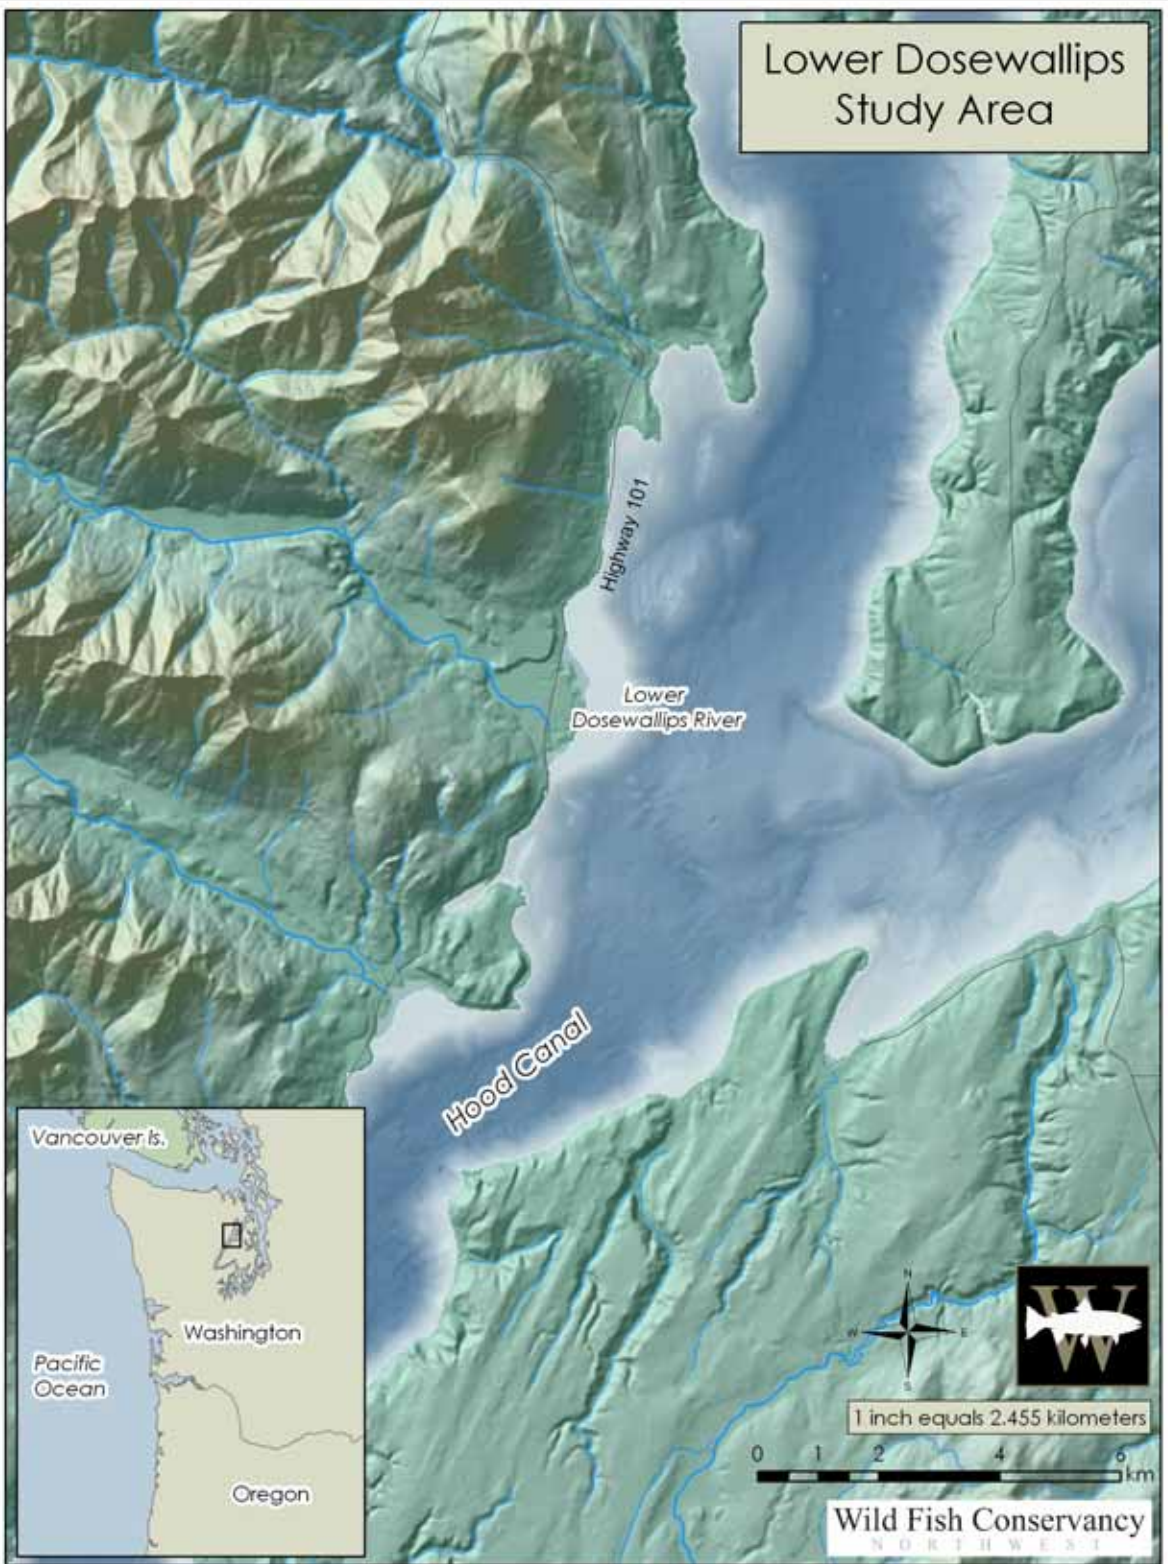 Lower Dosewallips
Study Area
Highway 101
Lower
Dosewallips River
Hood Canal
Vancouver Is.
Washington
Pacific
Ocean
Oregon
N
W E
S
W
1 inch equals 2.455 kilometers
0 1 2 4 6
km
Wild Fish Conservancy
NORTHWEST